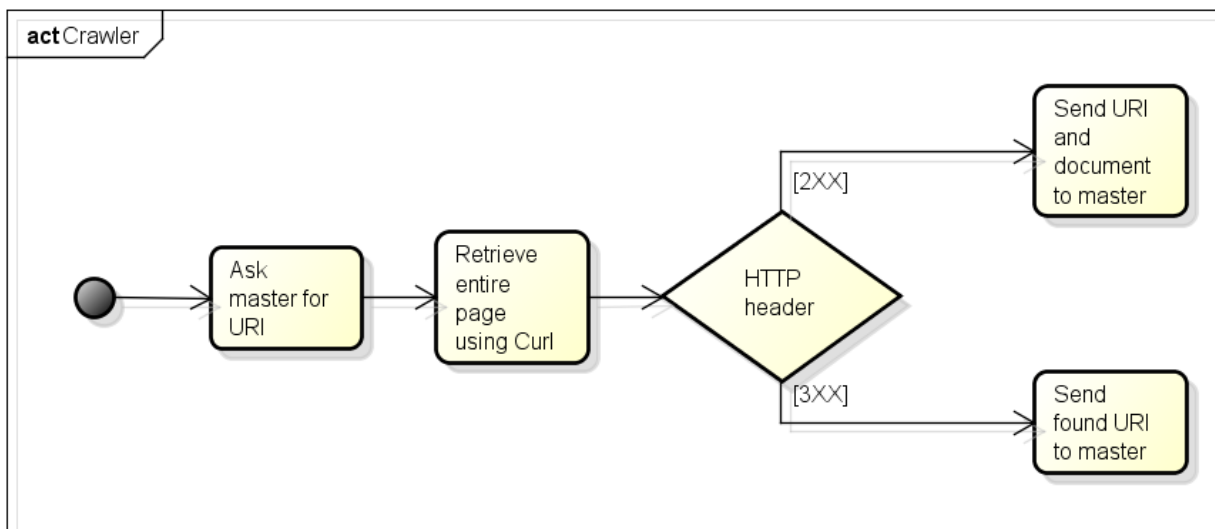 act Crawler
Ask
master for
URI
Retrieve
entire
page
using Curl
HTTP
header
[2XX]
Send URI
and
document
to master
[3XX]
Send
found URI
to master